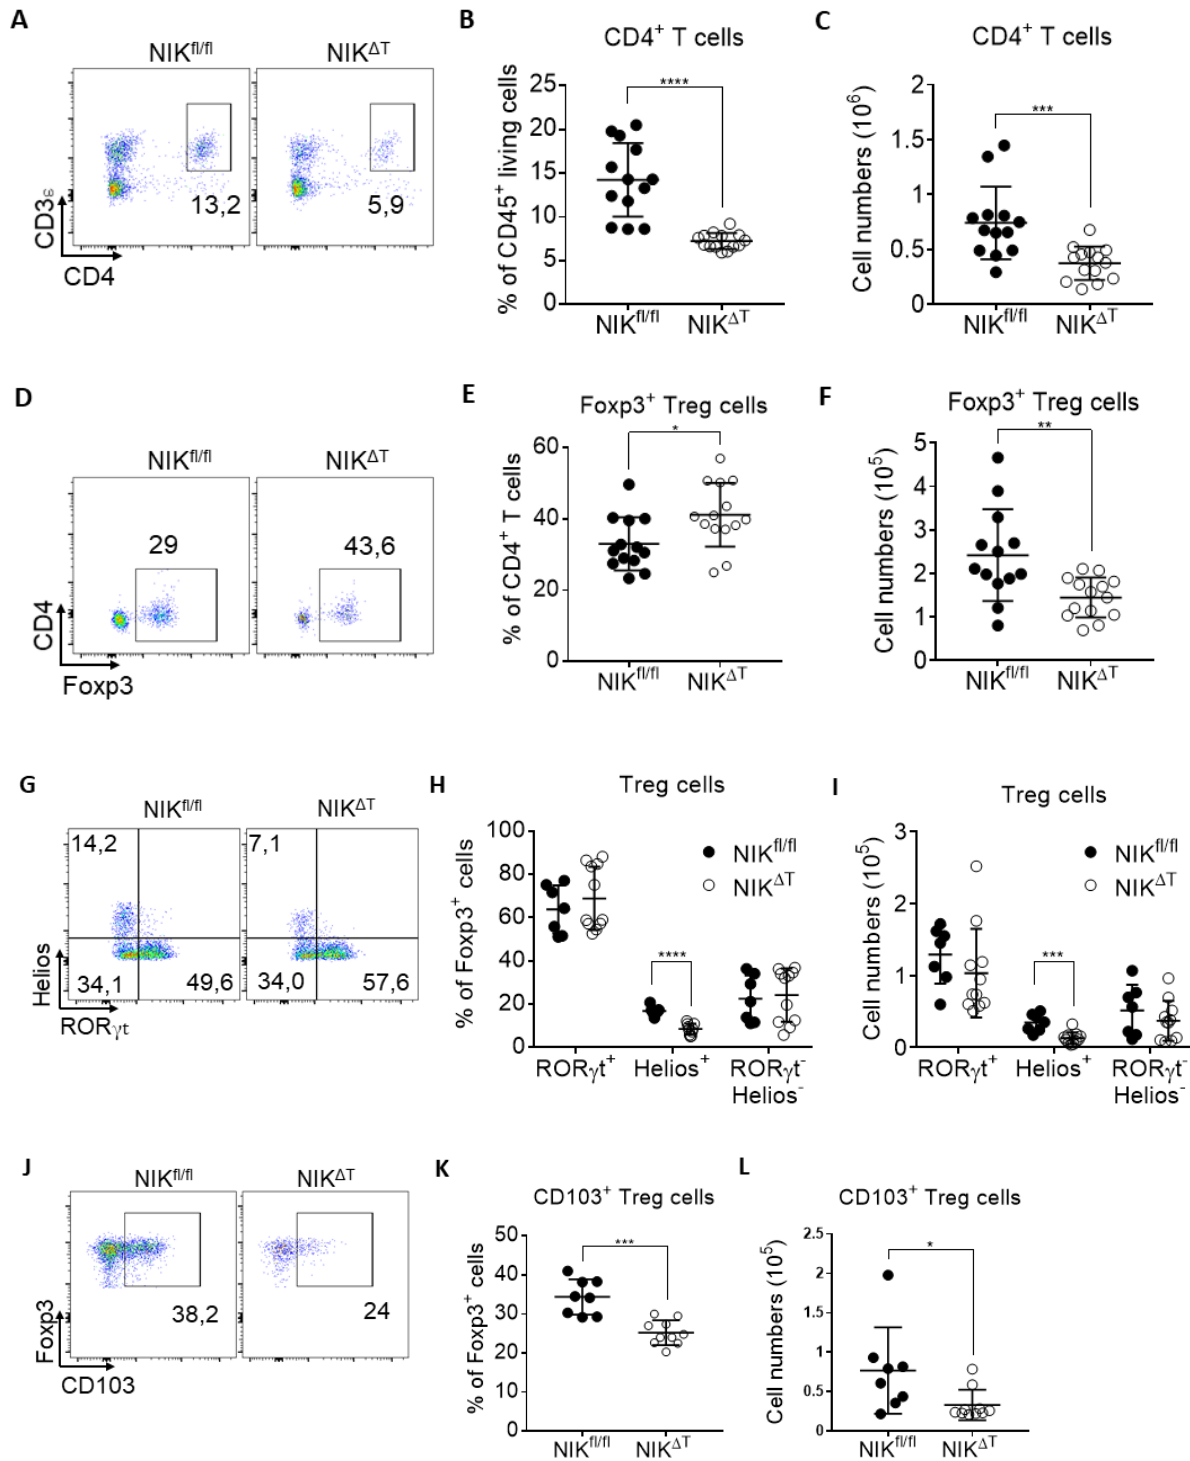 A
NIKfl/fl
NIKΔT
13,2
5,9
CD3ε
CD4
B
CD4+ T cells
% of CD45+ living cells
25
20
15
10
5
0
****
NIKfl/fl
NIKΔT
C
CD4+ T cells
Cell numbers (10^6)
2
1.5
1
0.5
0
***
NIKfl/fl
NIKΔT
D
NIKfl/fl
NIKΔT
29
43,6
CD4
Foxp3
E
Foxp3+ Treg cells
% of CD4+ T cells
60
40
20
0
*
NIKfl/fl
NIKΔT
F
Foxp3+ Treg cells
Cell numbers (10^5)
5
4
3
2
1
0
**
NIKfl/fl
NIKΔT
G
NIKfl/fl
NIKΔT
14,2
7,1
34,1
49,6
34,0
57,6
Helios
RORγt
H
Treg cells
% of Foxp3+ cells
100
80
60
40
20
0
NIKfl/fl
NIKΔT
****
RORγt+
Helios+
RORγt-
Helios-
I
Treg cells
Cell numbers (10^5)
3
2
1
0
NIKfl/fl
NIKΔT
***
RORγt+
Helios+
RORγt-
Helios-
J
NIKfl/fl
NIKΔT
38,2
24
Foxp3
CD103
K
CD103+ Treg cells
% of Foxp3+ cells
50
40
30
20
10
0
***
NIKfl/fl
NIKΔT
L
CD103+ Treg cells
Cell numbers (10^5)
2.5
2
1.5
1
0.5
0
*
NIKfl/fl
NIKΔT